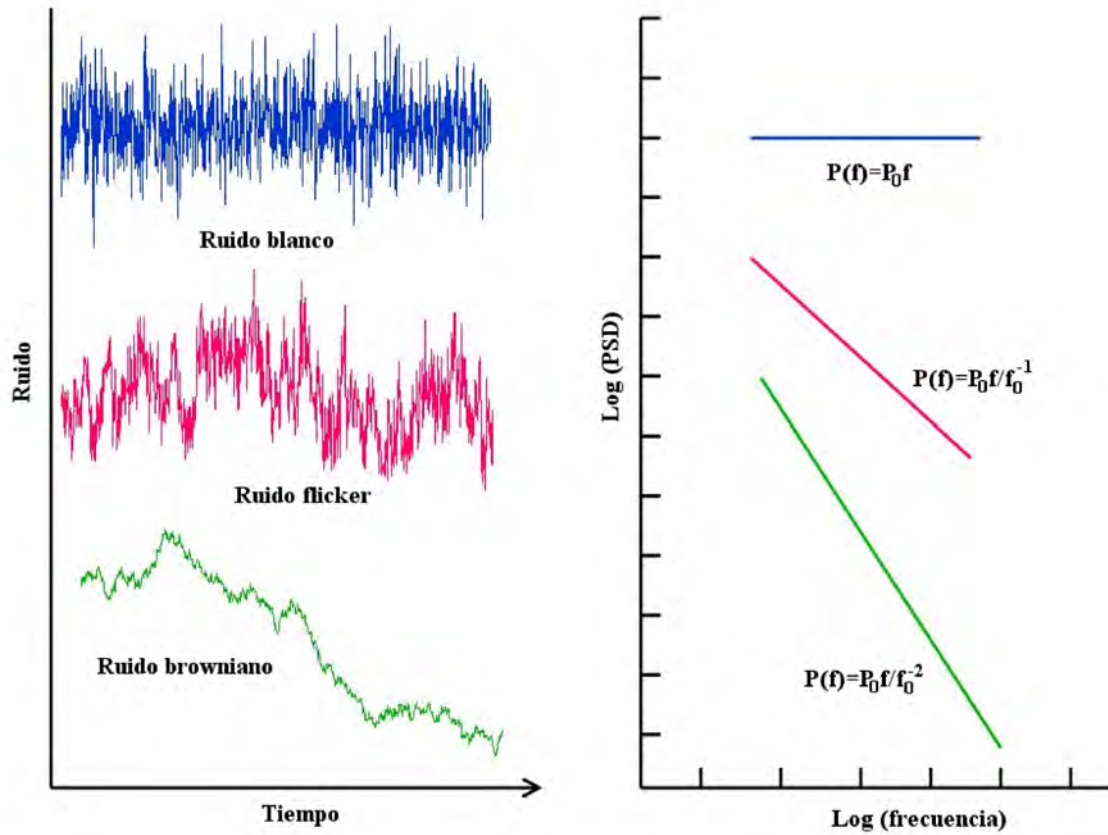 Ruido
Ruido blanco
Ruido flicker
Ruido browniano
Tiempo
Log (PSD)
P(f)=P₀f
P(f)=P₀f/f₀⁻¹
P(f)=P₀f/f₀⁻²
Log (frecuencia)